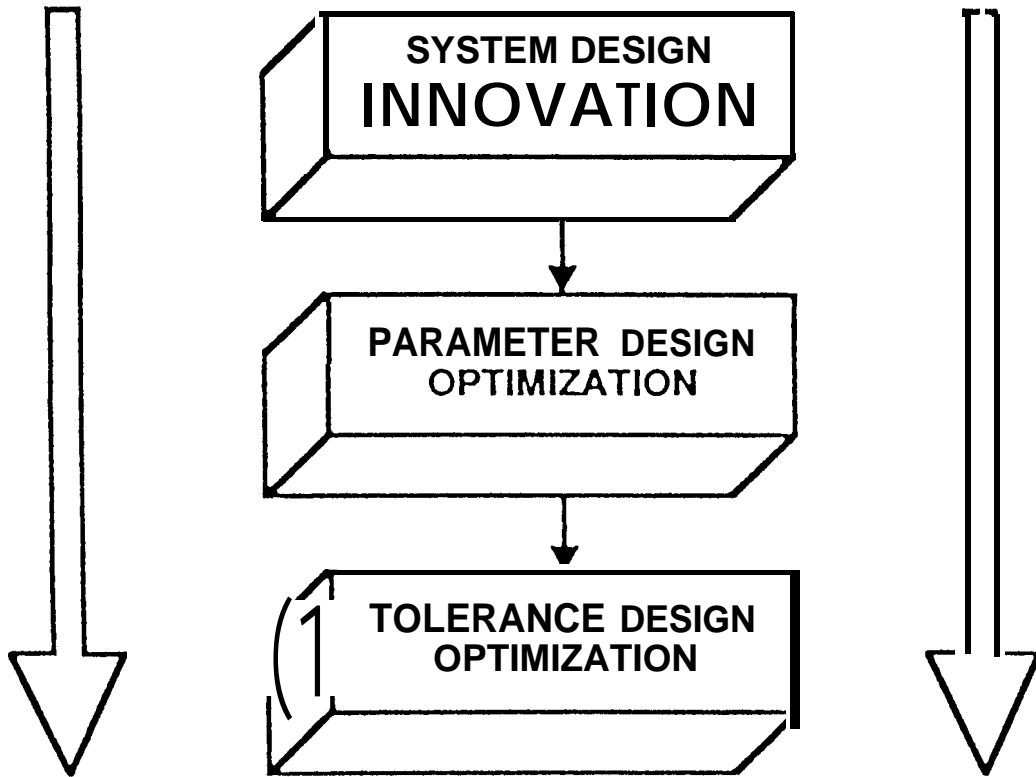 SYSTEM DESIGN
INNOVATION
PARAMETER DESIGN
OPTIMIZATION
TOLERANCE DESIGN
OPTIMIZATION